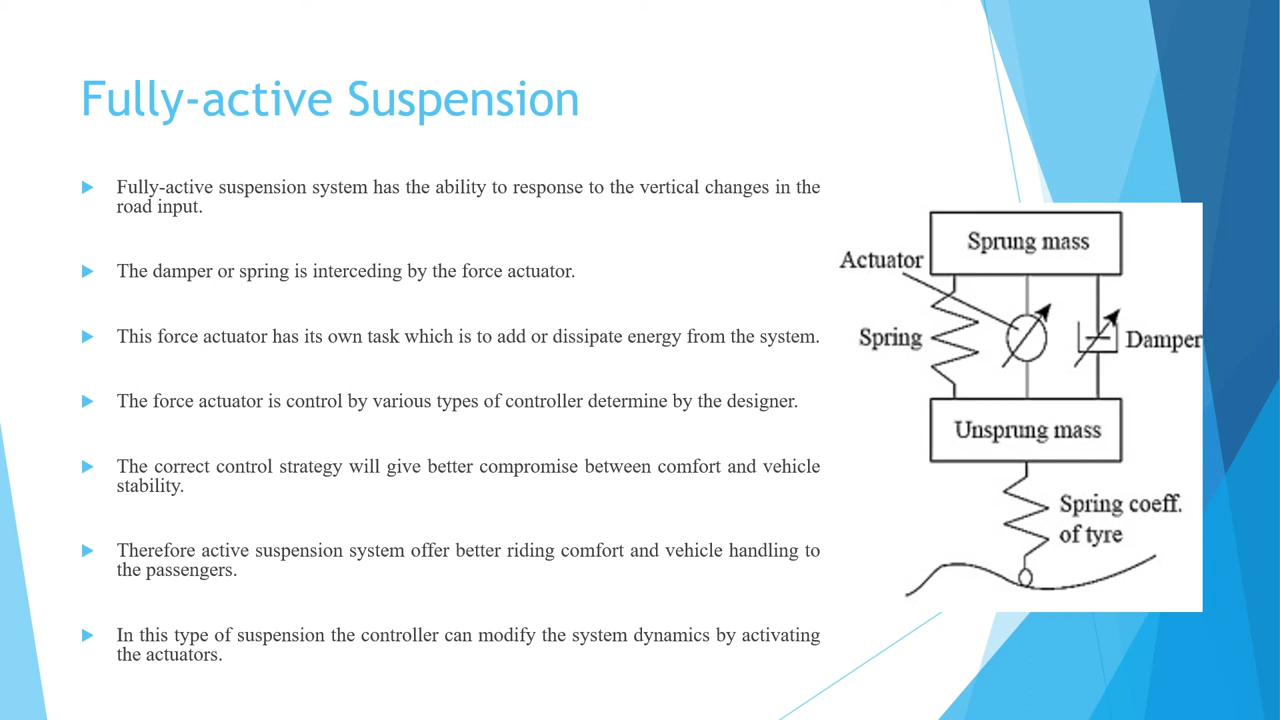 Fully-active Suspension
Fully-active suspension system has the ability to response to the vertical changes in the
road input.
The damper or spring is interceding by the force actuator.
This force actuator has its own task which is to add or dissipate energy from the system.
The force actuator is control by various types of controller determine by the designer.
The correct control strategy will give better compromise between comfort and vehicle
stability.
Therefore active suspension system offer better riding comfort and vehicle handling to
the passengers.
In this type of suspension the controller can modify the system dynamics by activating
the actuators.
Sprung mass
Actuator
Spring
Damper
Unsprung mass
Spring coeff.
of tyre